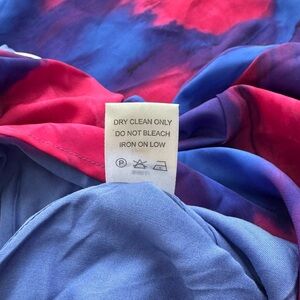 DRY CLEAN ONLY
DO NOT BLEACH
IRON ON LOW
P